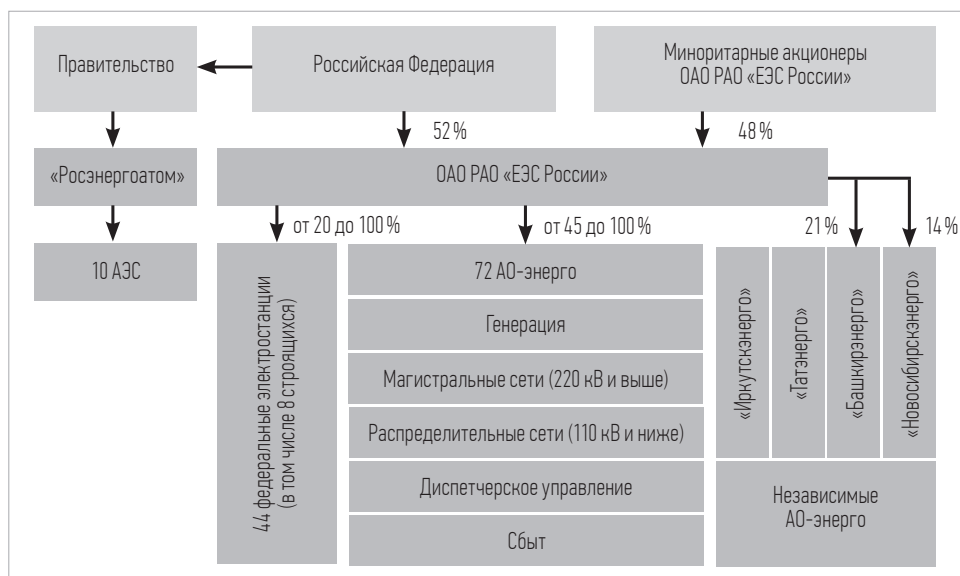 Правительство
Российская Федерация
Миноритарные акционеры
ОАО РАО «ЕЭС России»
52 %
48 %
«Росэнергоатом»
ОАО РАО «ЕЭС России»
от 20 до 100 %
от 45 до 100 %
21 %
14 %
10 АЭС
44 федеральные электростанции
(в том числе 8 строящихся)
72 АО-энерго
Генерация
Магистральные сети (220 кВ и выше)
Распределительные сети (110 кВ и ниже)
Диспетчерское управление
Сбыт
«Иркутскэнерго»
«Татэнерго»
«Башкирэнерго»
«Новосибирскэнерго»
Независимые
АО-энерго